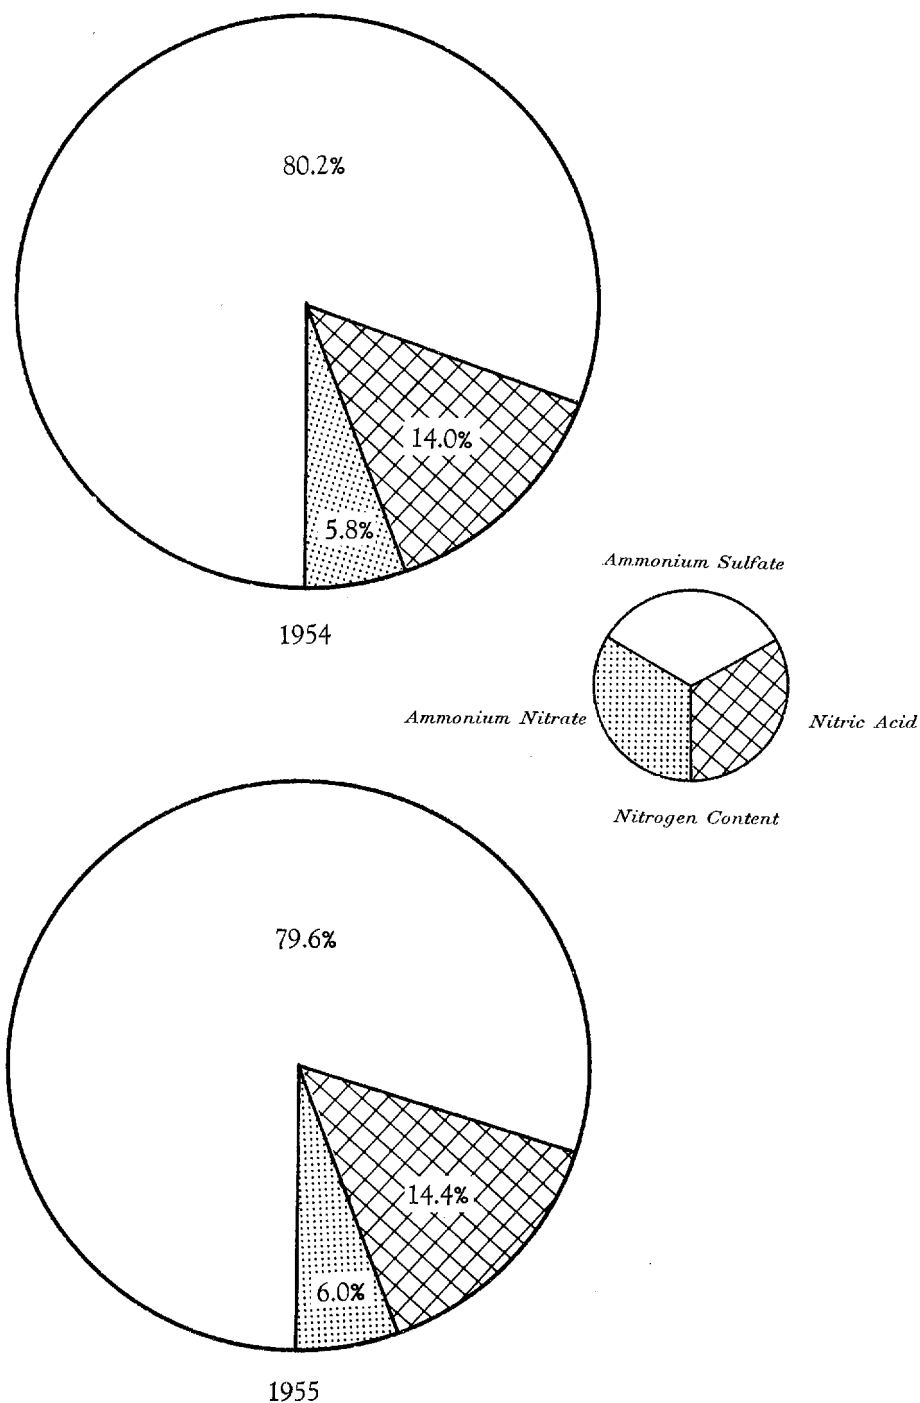 80.2%
14.0%
5.8%
1954
Ammonium Sulfate
Ammonium Nitrate
Nitric Acid
Nitrogen Content
79.6%
14.4%
6.0%
1955